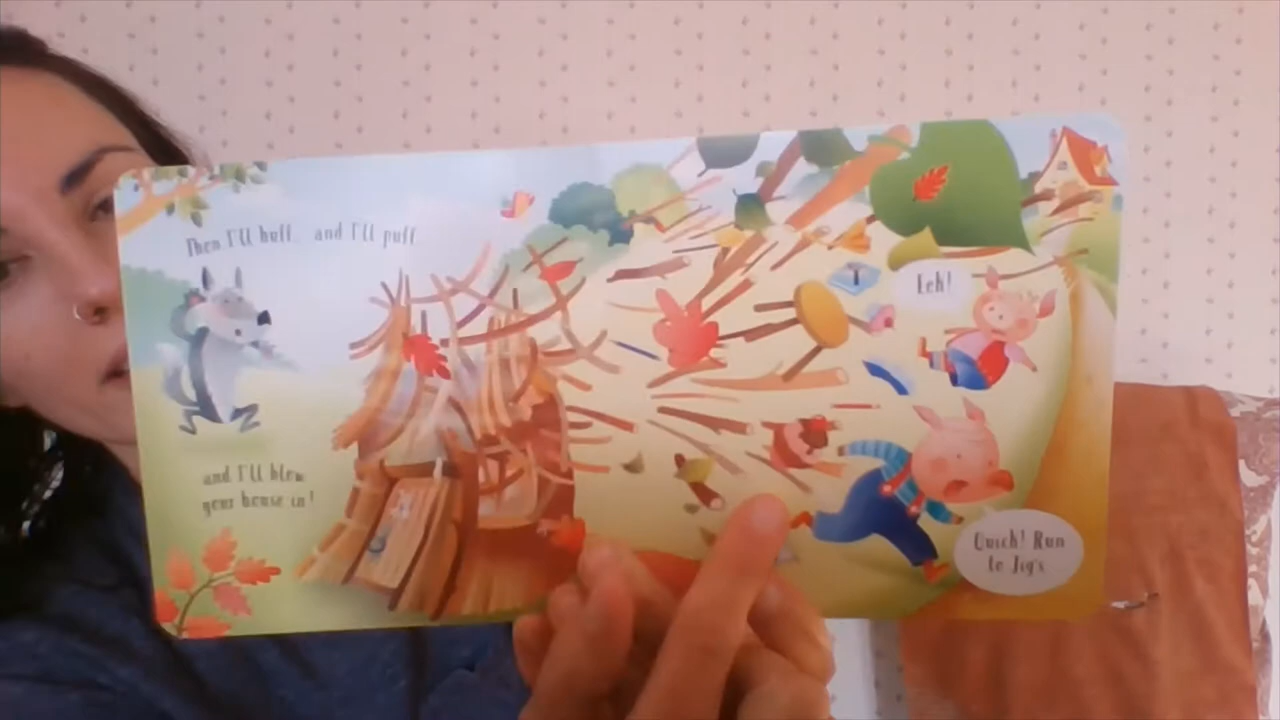 Then I'll huff... and I'll puff...
and I'll blow
your house in!
Eek!
Quick! Run
to Jig's...